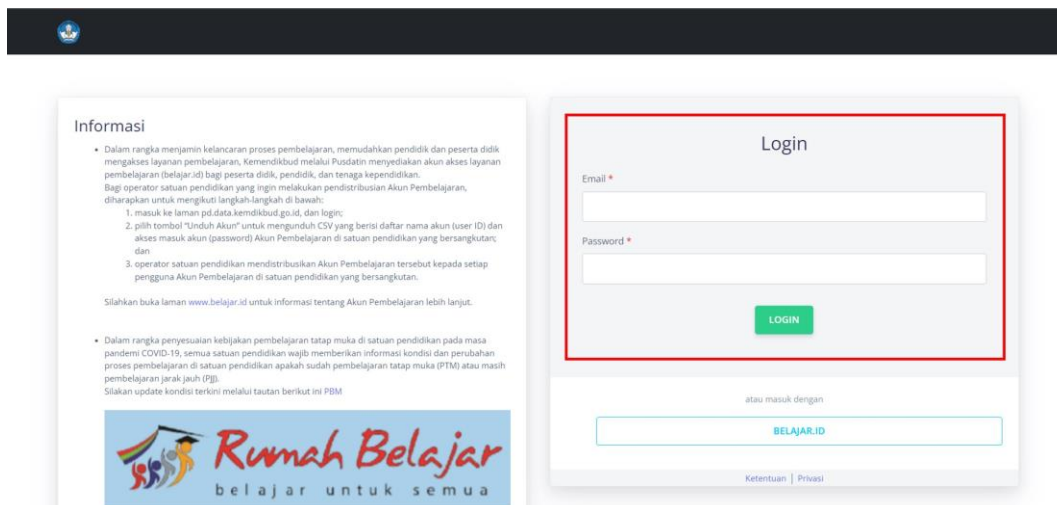 Informasi
• Dalam rangka menjamin kelancaran proses pembelajaran, memudahkan pendidik dan peserta didik
mengakses layanan pembelajaran, Kemendikbud melalui Pusdatin menyediakan akun akses layanan
pembelajaran (belajar.id) bagi peserta didik, pendidik, dan tenaga kependidikan.
Bagi operator satuan pendidikan yang ingin melakukan pendistribusian Akun Pembelajaran,
diharapkan untuk mengikuti langkah-langkah di bawah:
1. masuk ke laman pd.data.kemdikbud.go.id, dan login;
2. pilih tombol "Unduh Akun" untuk mengunduh CSV yang berisi daftar nama akun (user ID) dan
akses masuk akun (password) Akun Pembelajaran di satuan pendidikan yang bersangkutan;
dan
3. operator satuan pendidikan mendistribusikan Akun Pembelajaran tersebut kepada setiap
pengguna Akun Pembelajaran di satuan pendidikan yang bersangkutan.
Silahkan buka laman www.belajar.id untuk informasi tentang Akun Pembelajaran lebih lanjut.
• Dalam rangka penyesuaian kebijakan pembelajaran tatap muka di satuan pendidikan pada masa
pandemi COVID-19, semua satuan pendidikan wajib memberikan informasi kondisi dan perubahan
proses pembelajaran di satuan pendidikan apakah sudah pembelajaran tatap muka (PTM) atau masih
pembelajaran jarak jauh (PJJ).
Silakan update kondisi terkini melalui tautan berikut ini PBM
Rumah Belajar
belajar untuk semua
Login
Email *
Password *
LOGIN
atau masuk dengan
BELAJAR.ID
Ketentuan | Privasi